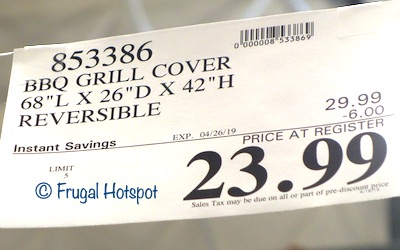 853386
000008 533869
BBQ GRILL COVER
68"L X 26"D X 42"H
REVERSIBLE
29.99
-6.00
Instant Savings
EXP. 04/26/19
PRICE AT REGISTER
LIMIT
5
23.99
© Frugal Hotspot
Sales Tax may be due on all or part of pre-discount price